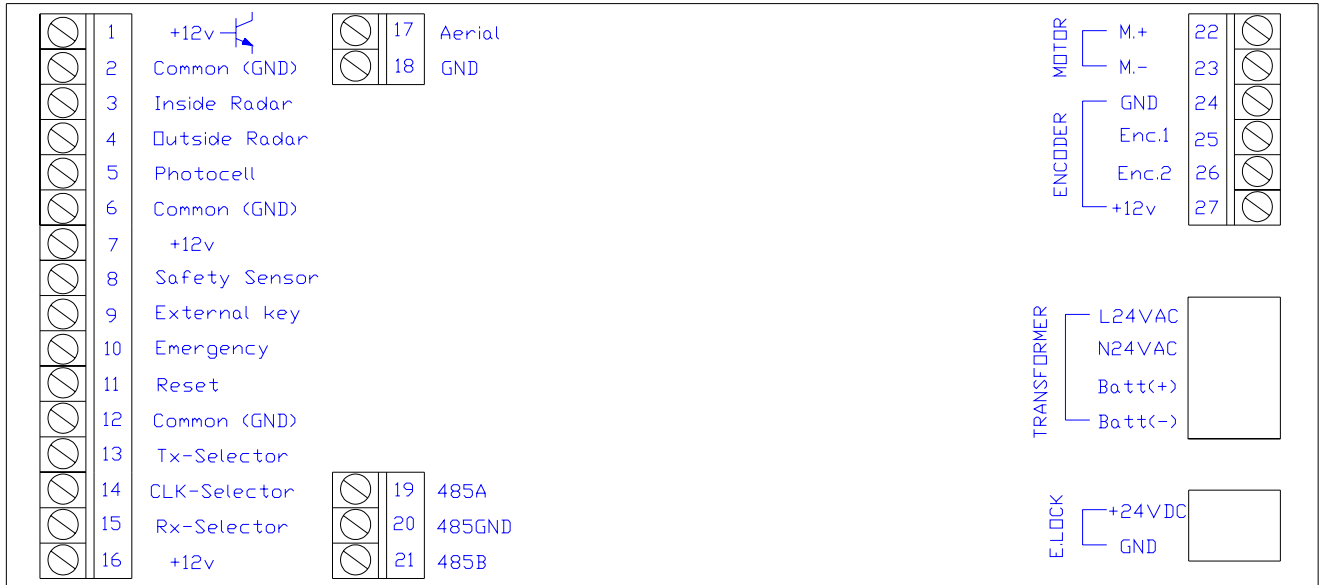 1 +12v
2 Common (GND)
3 Inside Radar
4 Outside Radar
5 Photocell
6 Common (GND)
7 +12v
8 Safety Sensor
9 External key
10 Emergency
11 Reset
12 Common (GND)
13 Tx-Selector
14 CLK-Selector
15 Rx-Selector
16 +12v
17 Aerial
18 GND
19 485A
20 485GND
21 485B
MOTOR
M.+ 22
M.- 23
ENCODER
GND 24
Enc.1 25
Enc.2 26
+12v 27
TRANSFORMER
L24VAC
N24VAC
Batt(+)
Batt(-)
E.LOCK
+24VDC
GND